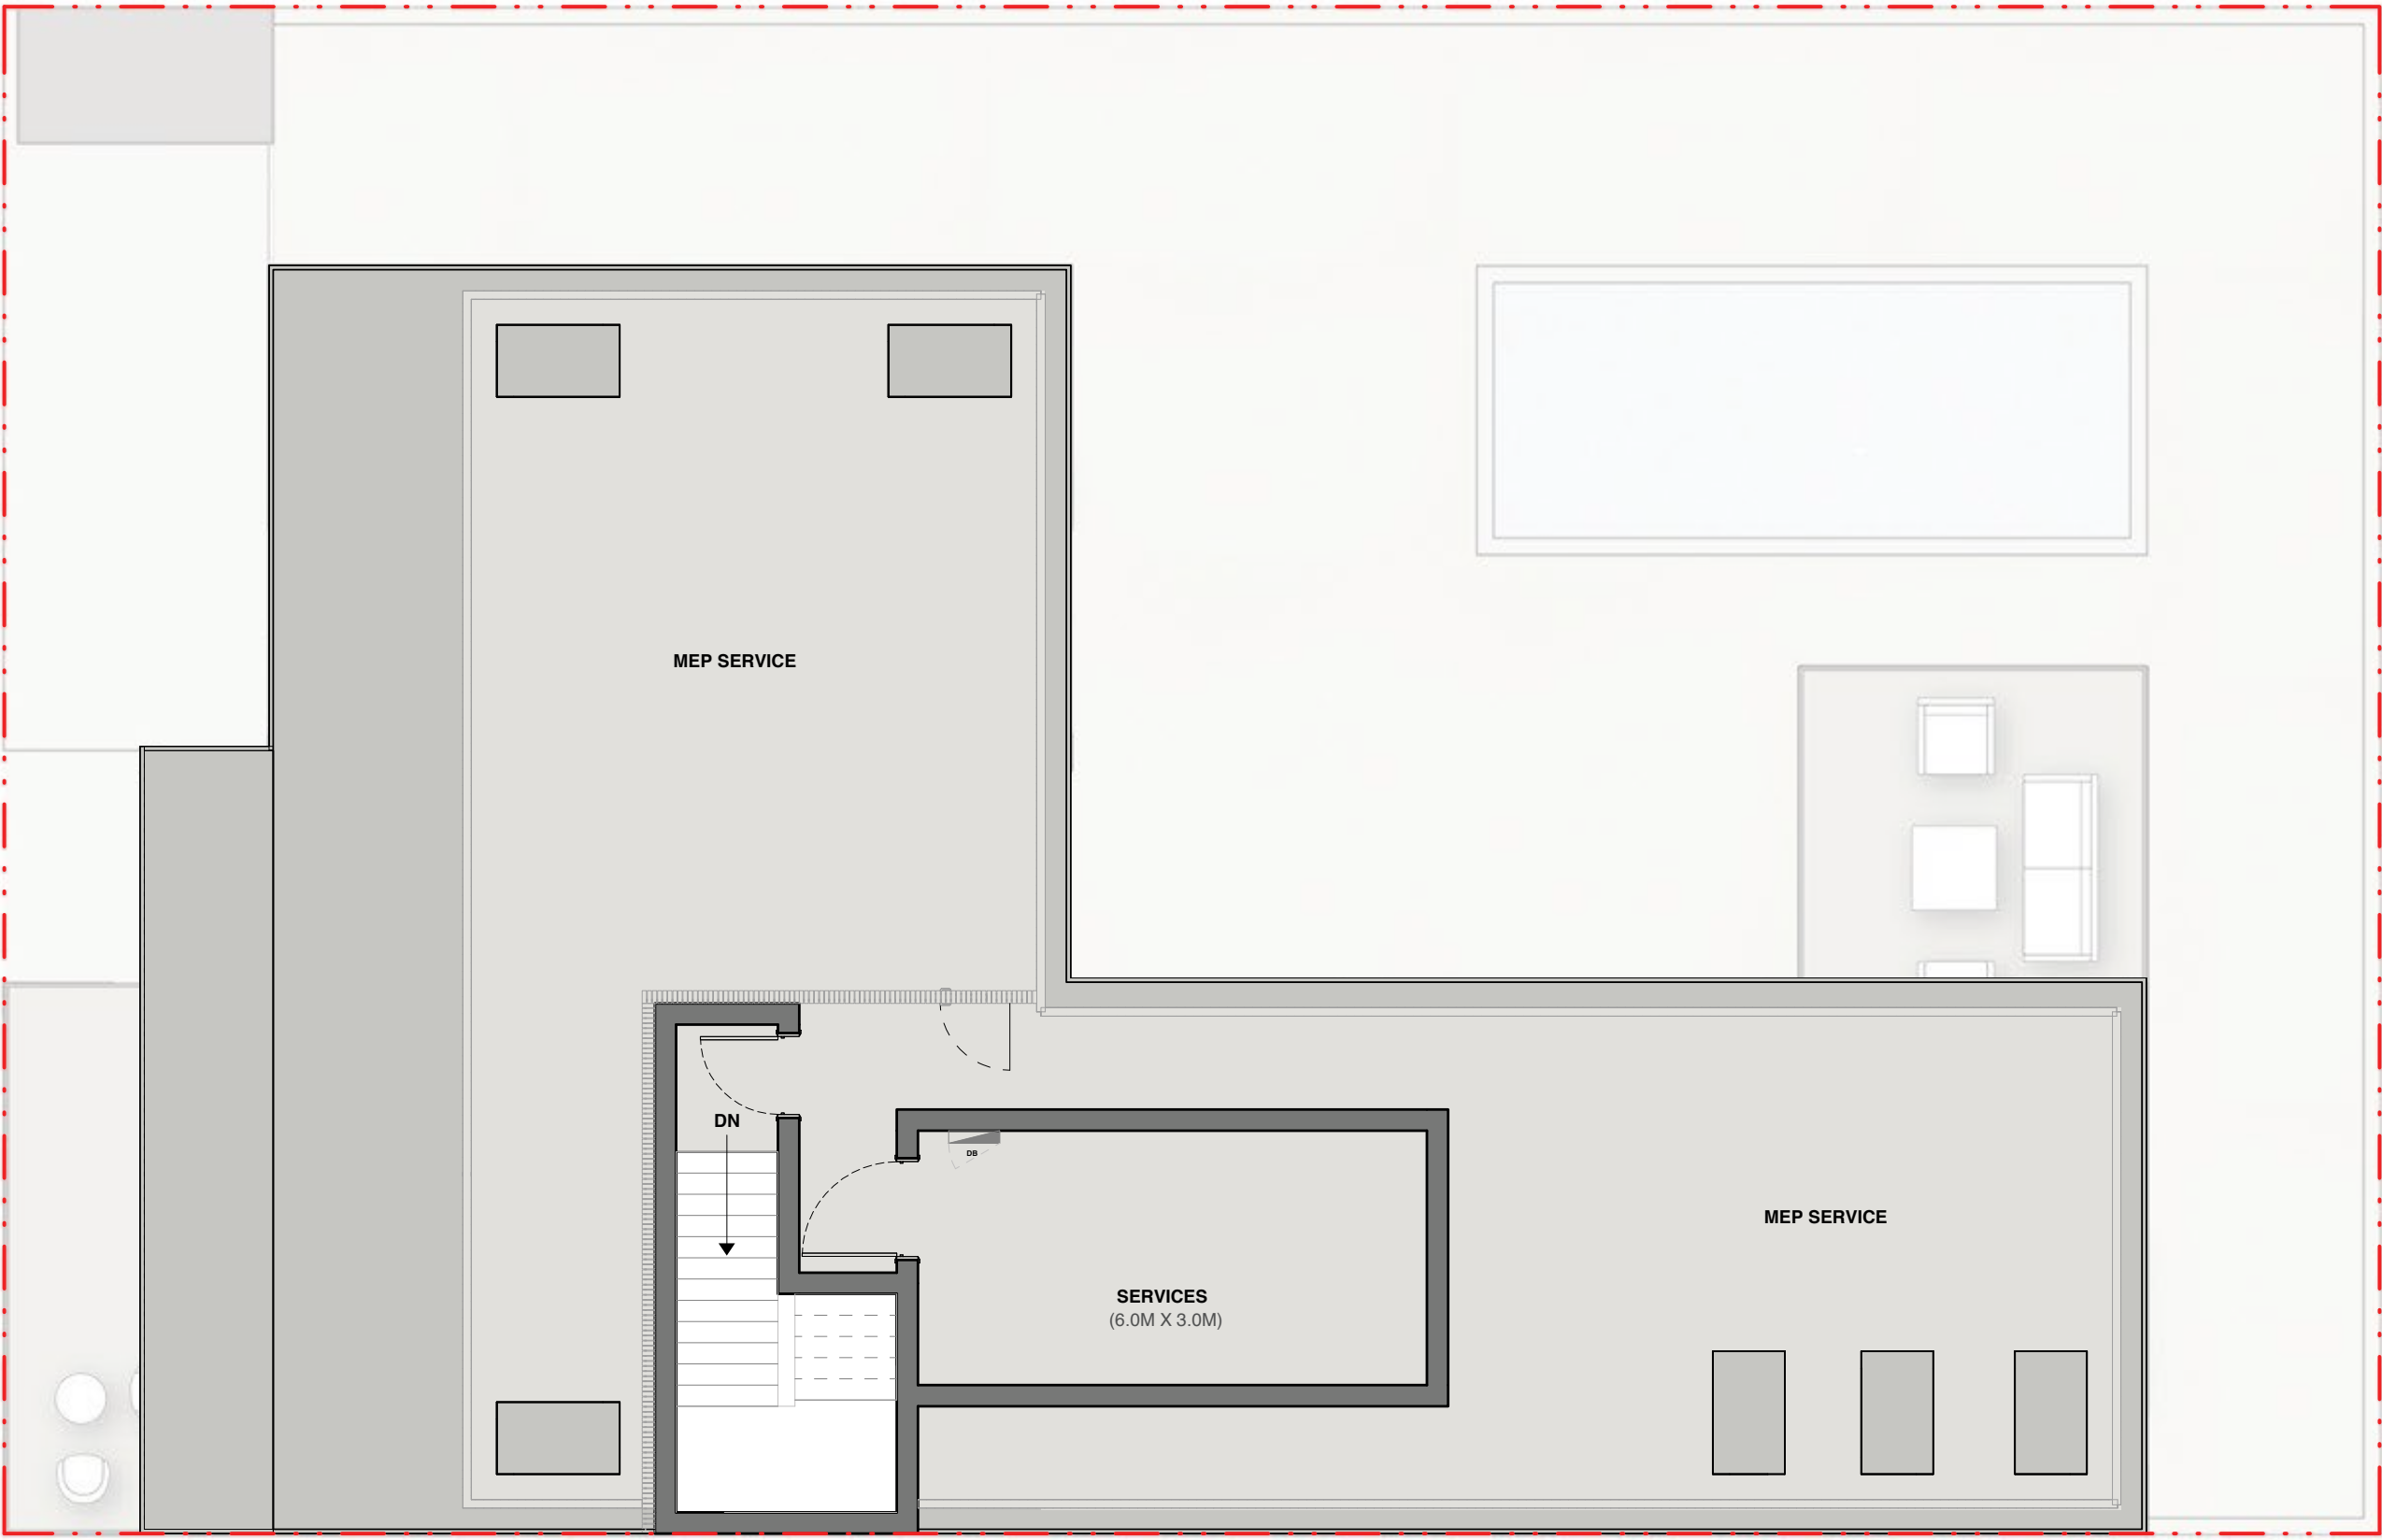 MEP SERVICE
DN
DB
MEP SERVICE
SERVICES
(6.0M X 3.0M)